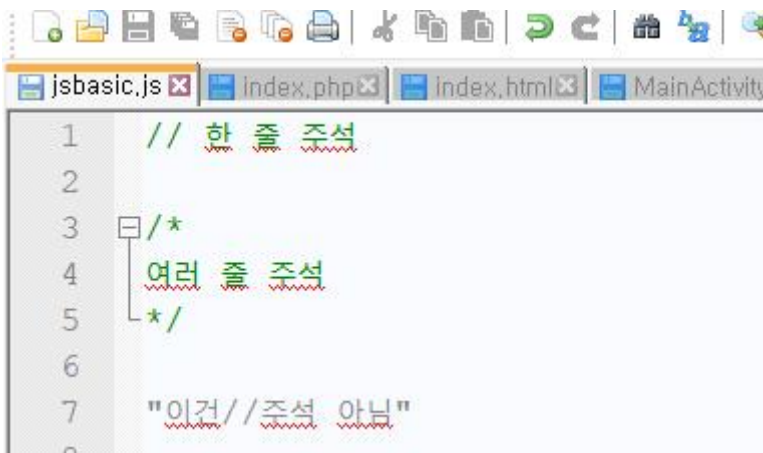 jsbasic.js index.php index.html MainActivity
1 // 한 줄 주석
2
3 /*
4 여러 줄 주석
5 */
6
7 "이건//주석 아님"